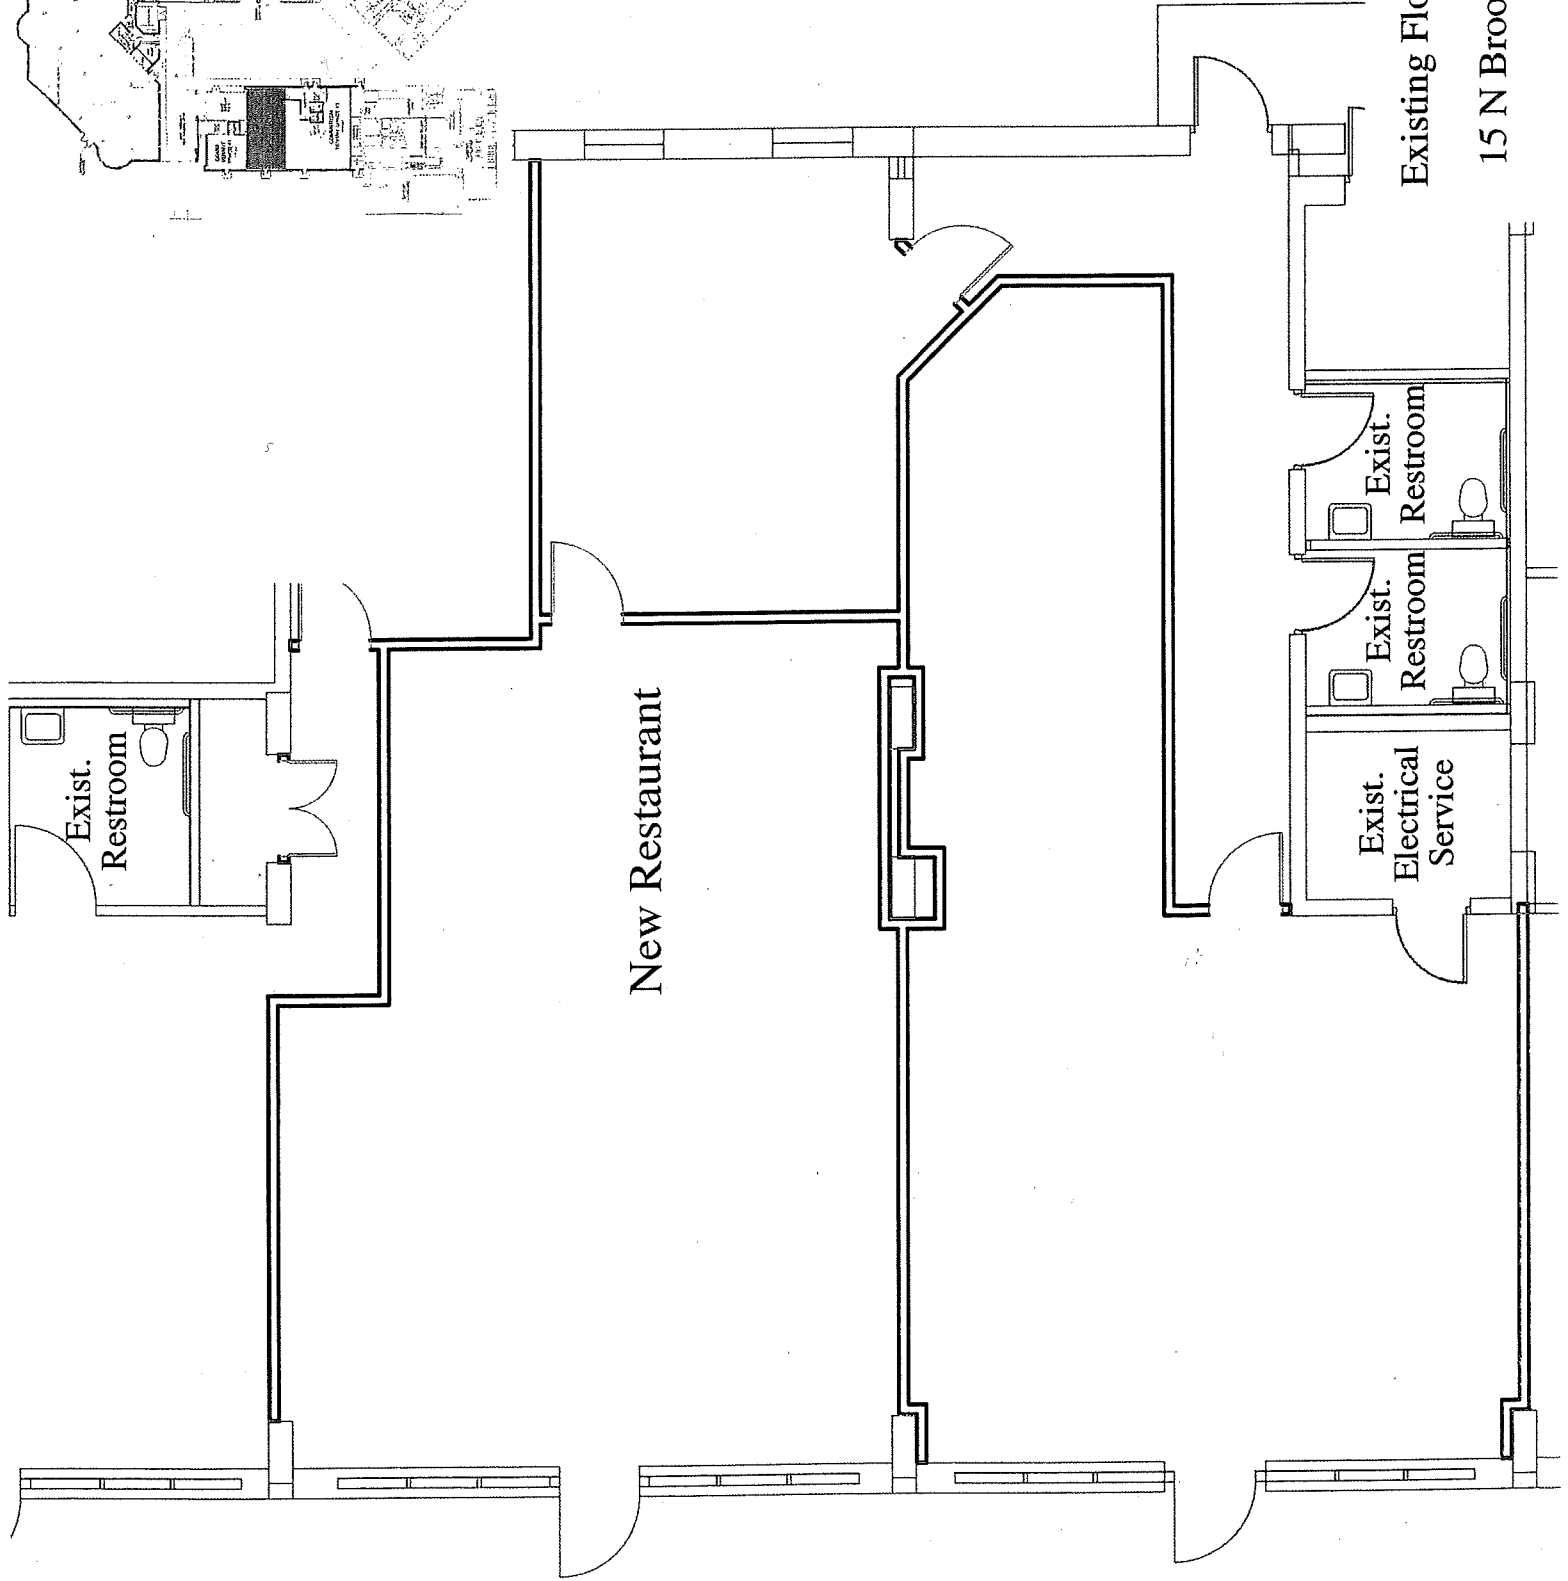 Exist.
Restroom
New Restaurant
Exist.
Restroom
Exist.
Restroom
Exist.
Electrical
Service
Existing Flo
15 N Broo